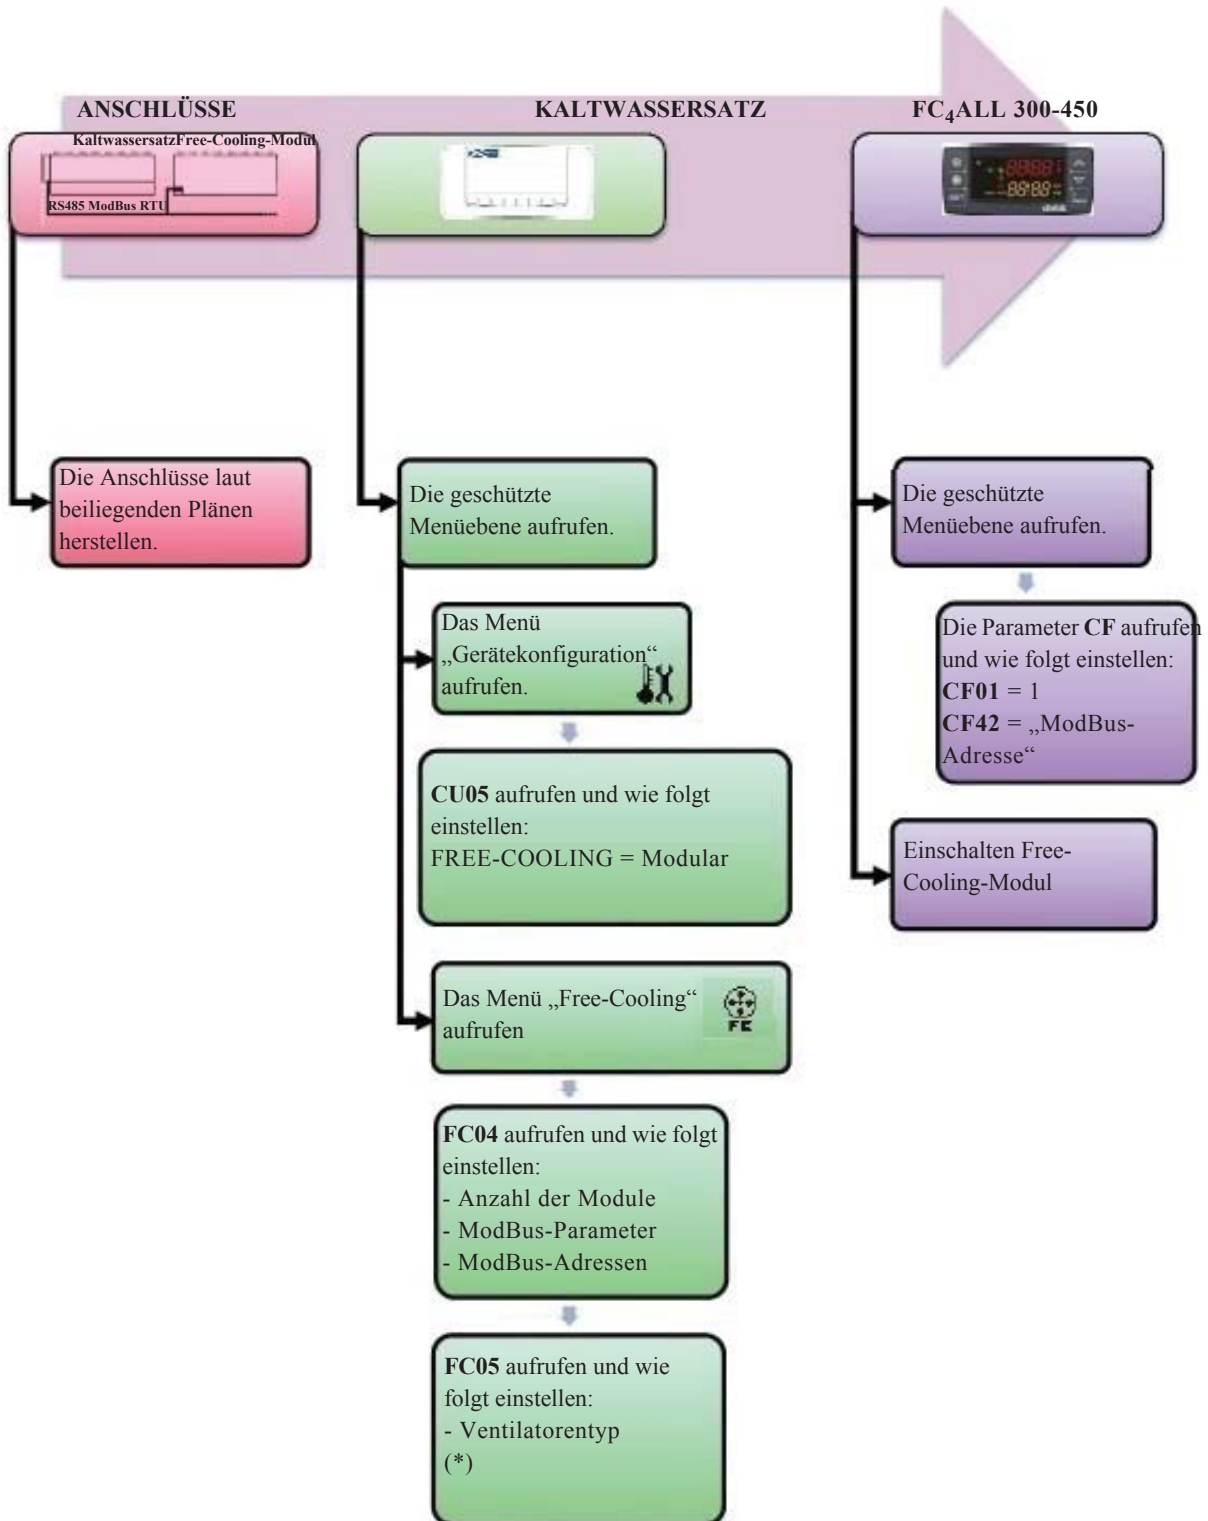 ANSCHLÜSSE
KALTWASSERSATZ
FC4ALL 300-450
KaltwassersatzFree-Cooling-Modul
RS485 ModBus RTU
Die Anschlüsse laut
beiliegenden Plänen
herstellen.
Die geschützte
Menüebene aufrufen.
Das Menü
„Gerätekonfiguration“
aufrufen.
CU05 aufrufen und wie folgt
einstellen:
FREE-COOLING = Modular
Das Menü „Free-Cooling“
aufrufen
FC
FC04 aufrufen und wie folgt
einstellen:
- Anzahl der Module
- ModBus-Parameter
- ModBus-Adressen
FC05 aufrufen und wie
folgt einstellen:
- Ventilatorentyp
(*)
Die geschützte
Menüebene aufrufen.
Die Parameter CF aufrufen
und wie folgt einstellen:
CF01 = 1
CF42 = „ModBus-
Adresse“
Einschalten Free-
Cooling-Modul